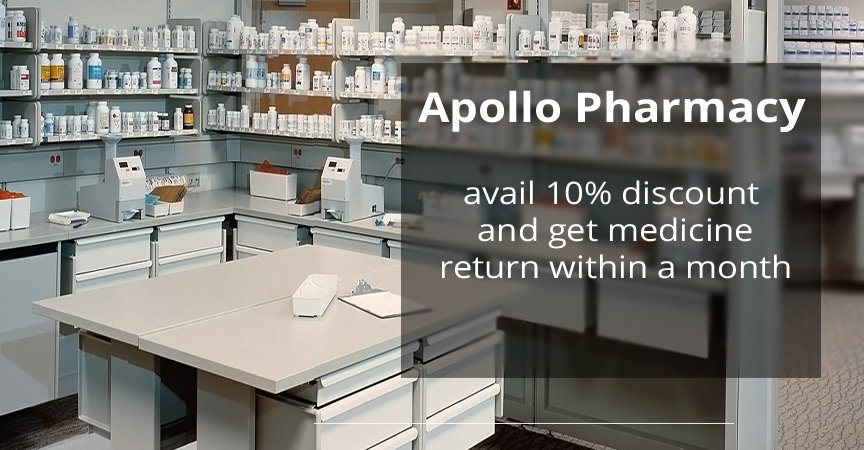 Apollo Pharmacy
avail 10% discount
and get medicine
return within a month